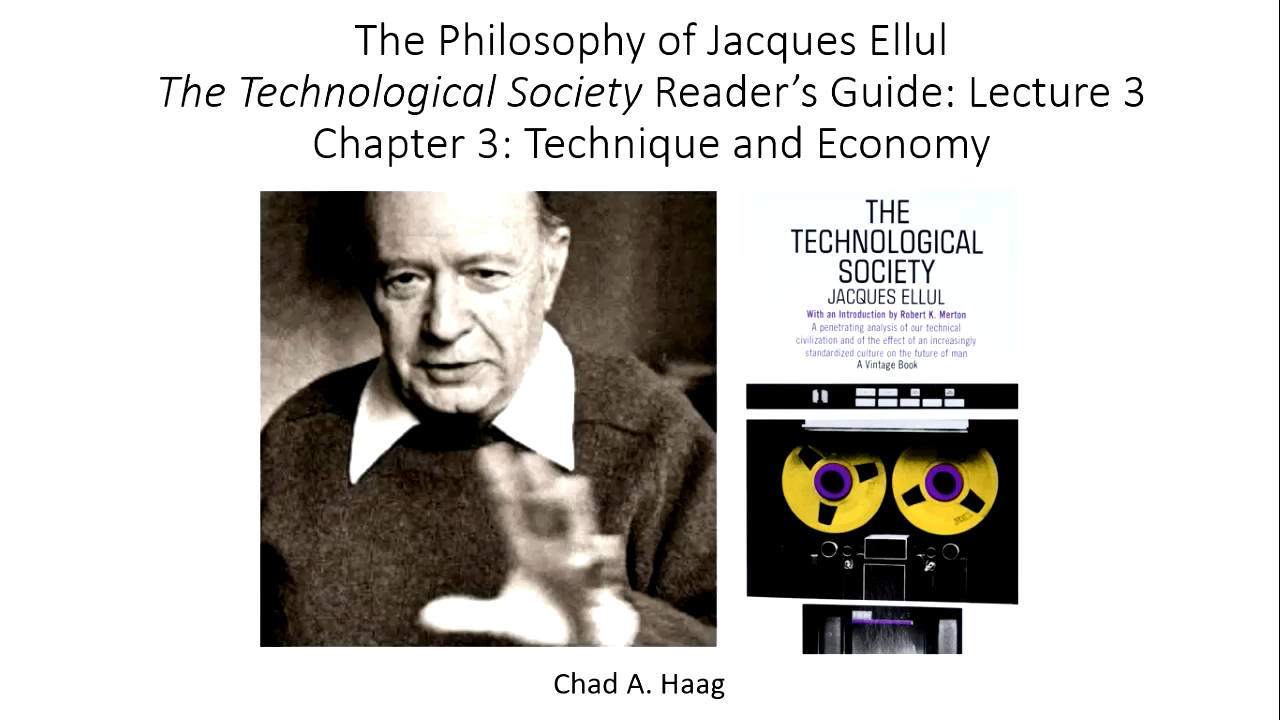 The Philosophy of Jacques Ellul
The Technological Society Reader’s Guide: Lecture 3
Chapter 3: Technique and Economy
THE
TECHNOLOGICAL
SOCIETY
JACQUES ELLUL
With an Introduction by Robert K. Merton
A penetrating analysis of our technical
civilization and of the effect of an increasingly
standardized culture on the future of man
A Vintage Book
Chad A. Haag